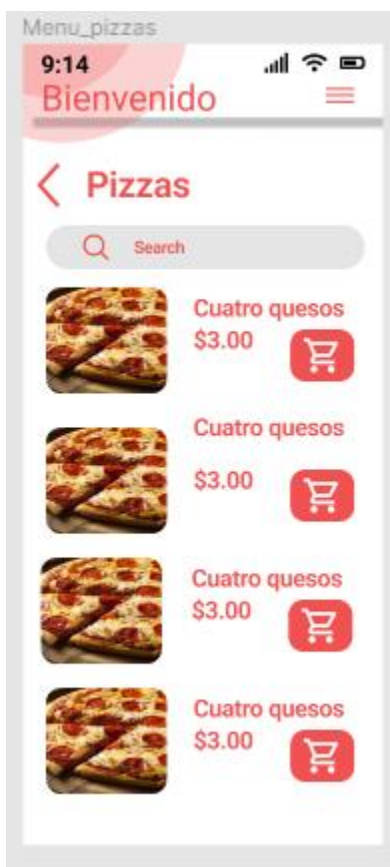 Menu_pizzas
9:14
Bienvenido
Pizzas
Search
Cuatro quesos
$3.00
Cuatro quesos
$3.00
Cuatro quesos
$3.00
Cuatro quesos
$3.00